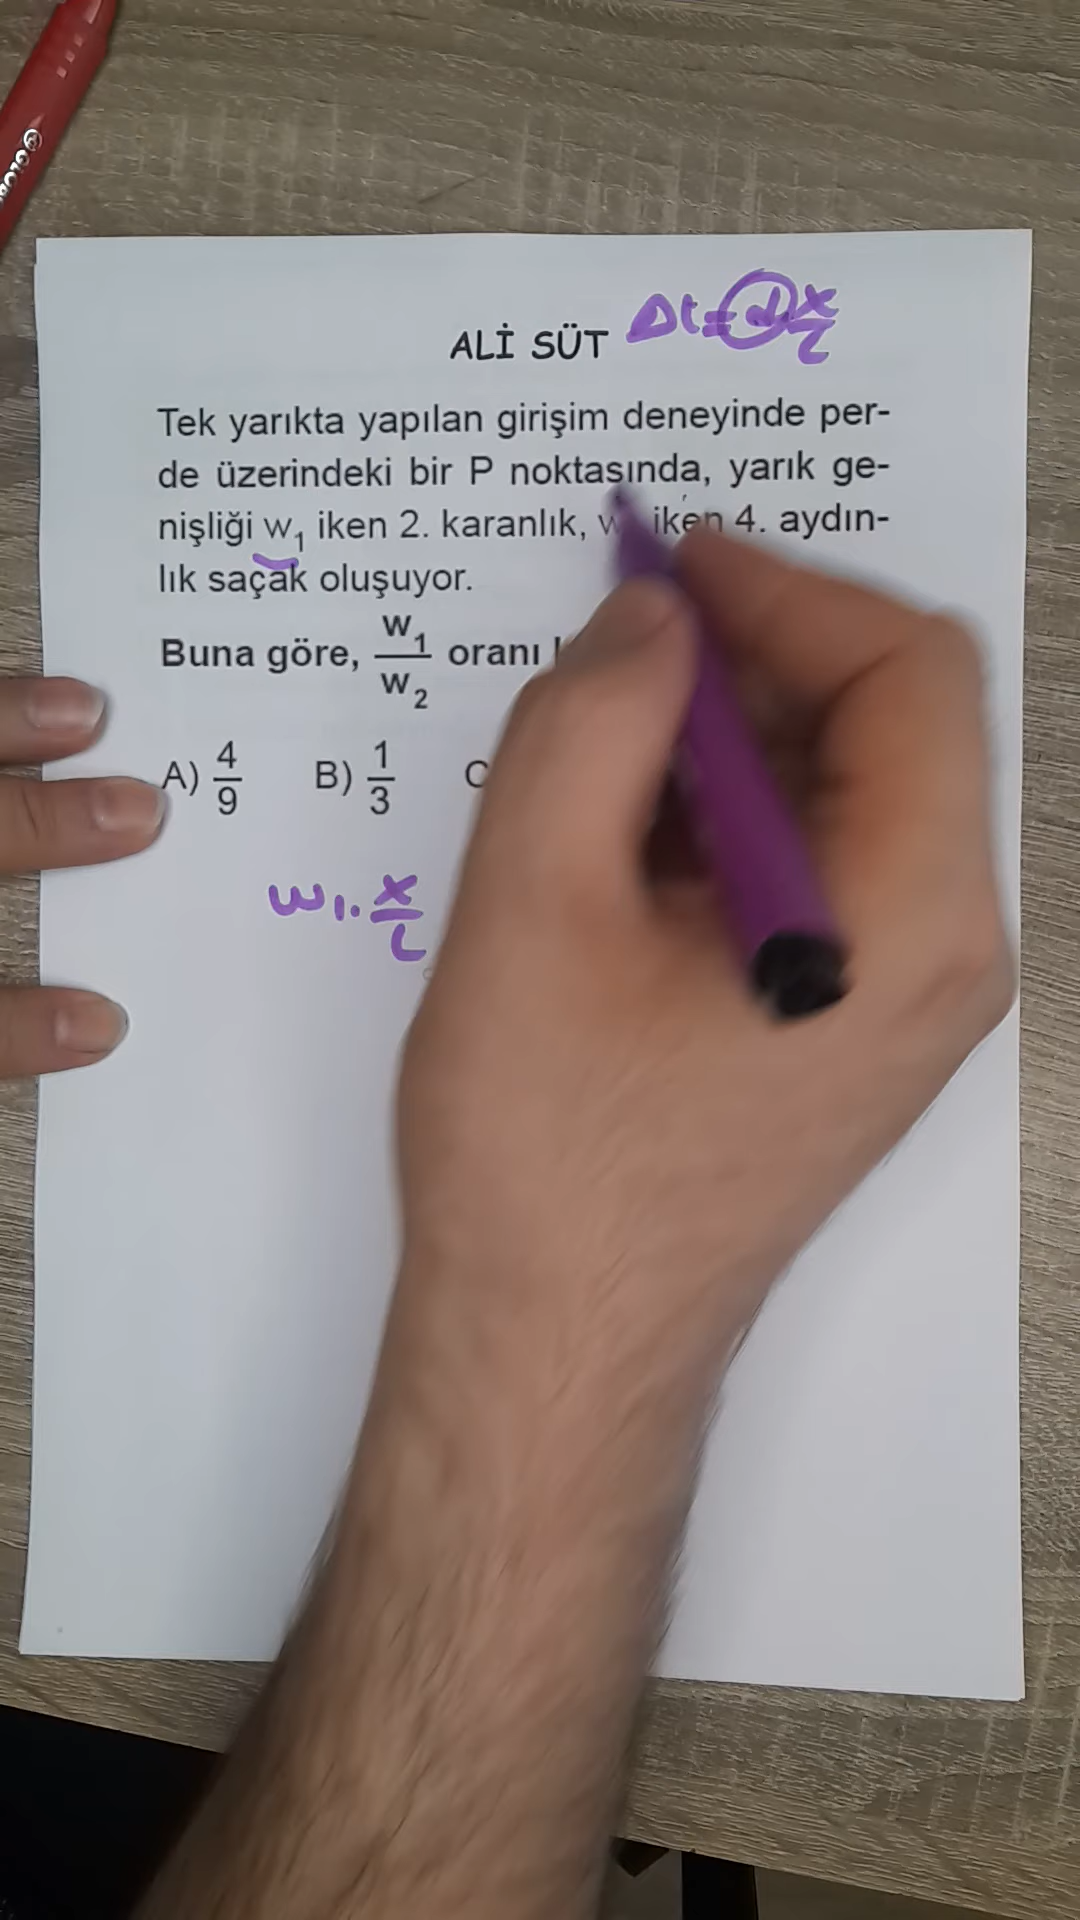 ALİ SÜT Δt=d x/L
Tek yarıkta yapılan girişim deneyinde per-
de üzerindeki bir P noktasında, yarık ge-
nişliği w₁ iken 2. karanlık, iken 4. aydın-
lık saçak oluşuyor.
Buna göre, w₁/w₂ oranı
A) 4/9 B) 1/3 C
w₁. x/L